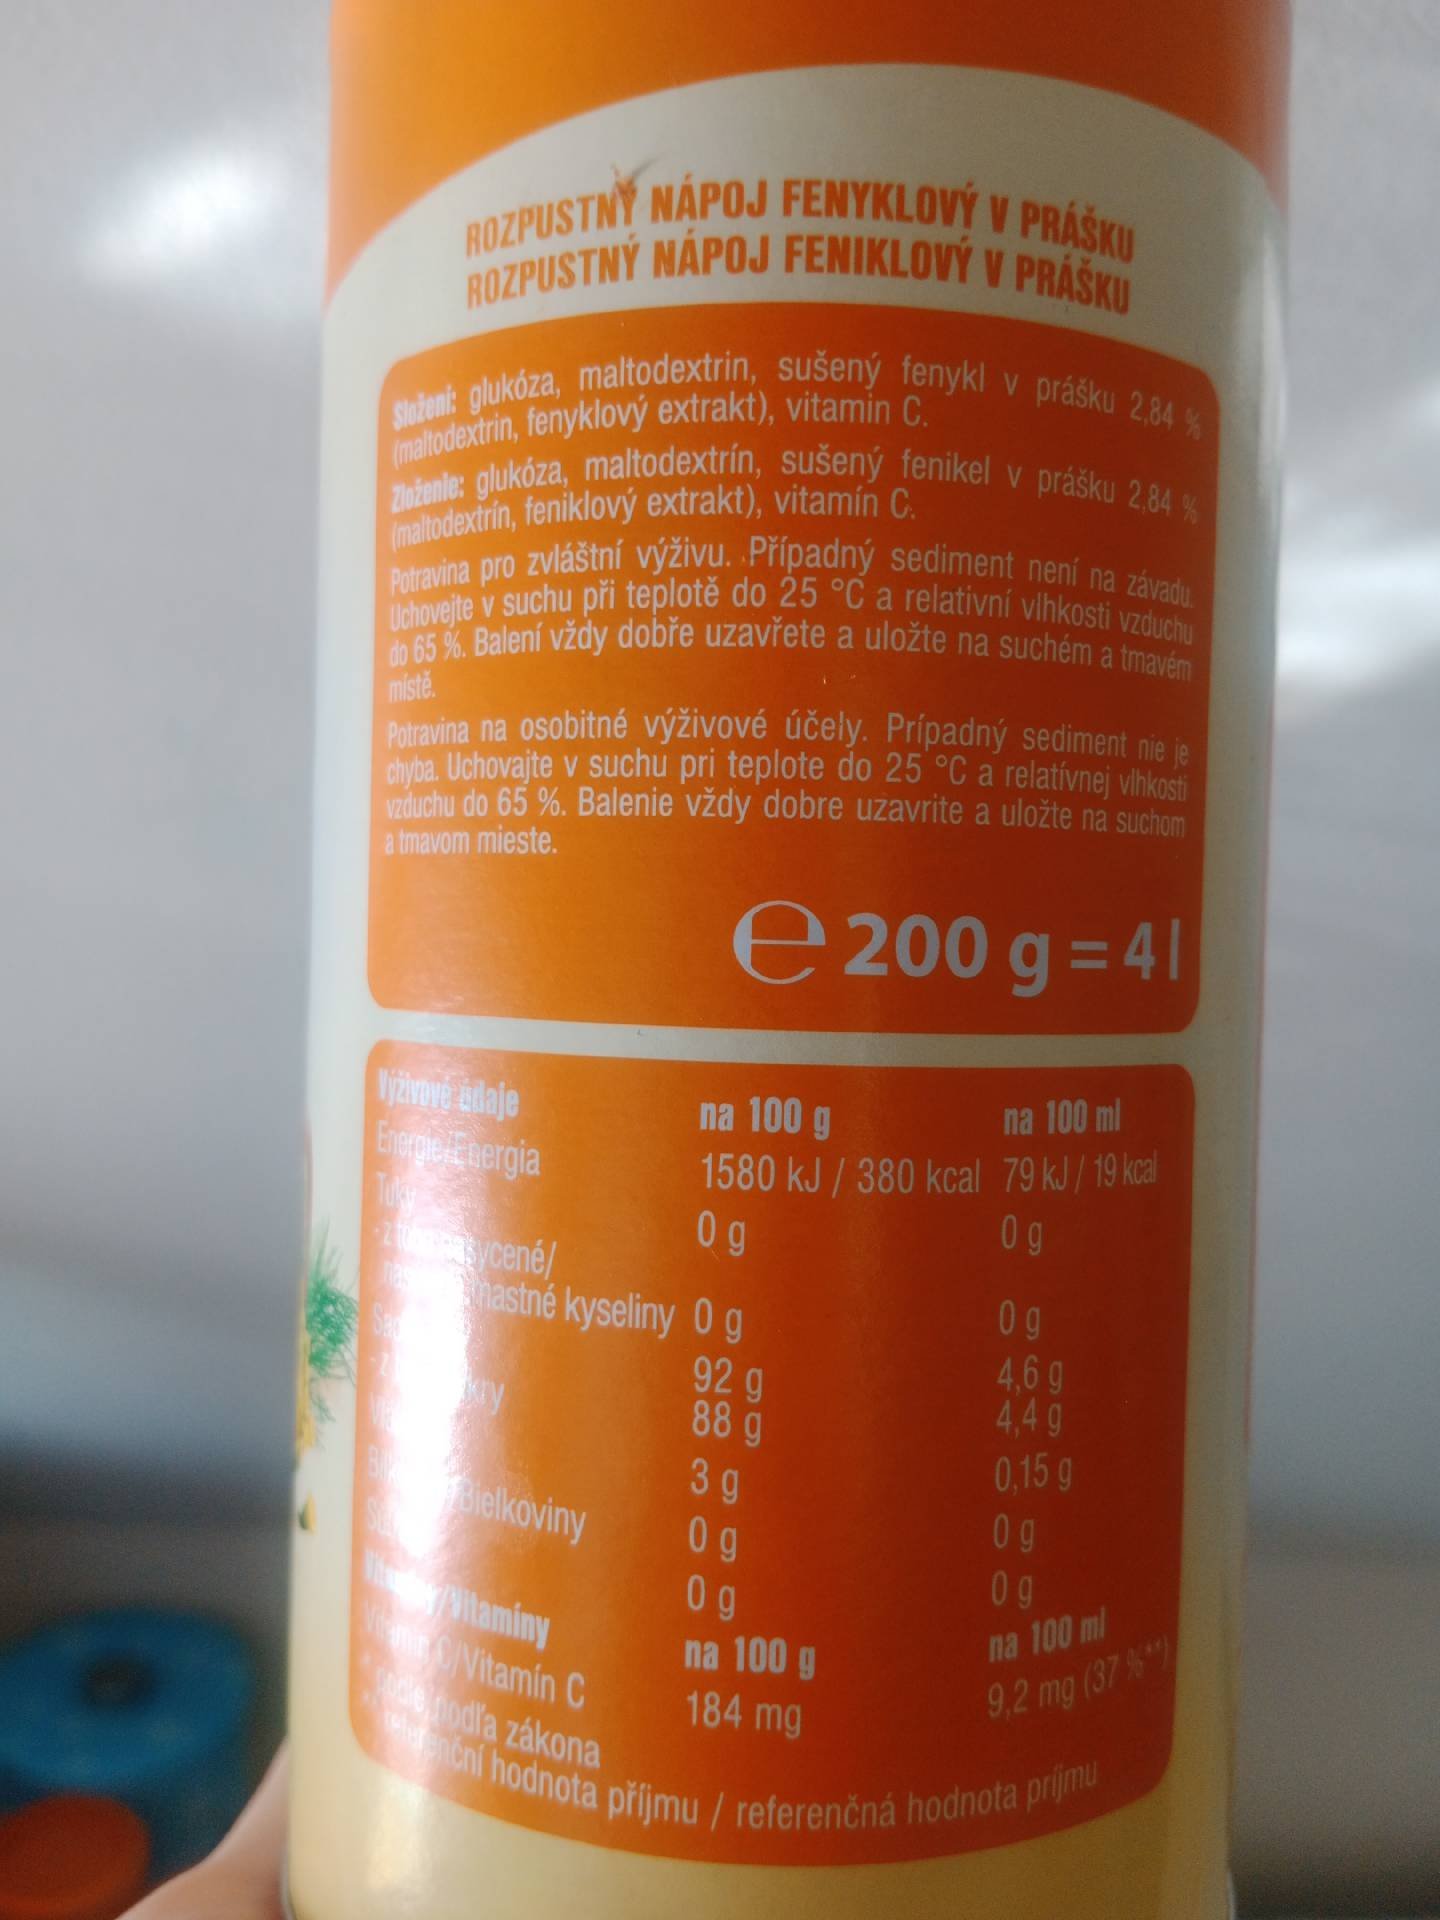 ROZPUSTNÝ NÁPOJ FENYKLOVÝ V PRÁŠKU
ROZPUSTNÝ NÁPOJ FENIKLOVÝ V PRÁŠKU
Složení: glukóza, maltodextrin, sušený fenykl v prášku 2,84 %
(maltodextrin, fenyklový extrakt), vitamin C.
Zloženie: glukóza, maltodextrín, sušený fenikel v prášku 2,84 %
(maltodextrín, feniklový extrakt), vitamín C.
Potravina pro zvláštní výživu. Případný sediment není na závadu.
Uchovejte v suchu při teplotě do 25 °C a relativní vlhkosti vzduchu
do 65 %. Balení vždy dobře uzavřete a uložte na suchém a tmavém
místě.
Potravina na osobitné výživové účely. Prípadný sediment nie je
chyba. Uchovajte v suchu pri teplote do 25 °C a relatívnej vlhkosti
vzduchu do 65 %. Balenie vždy dobre uzavrite a uložte na suchom
a tmavom mieste.
e 200 g = 4 l
Výživové údaje na 100 g na 100 ml
Energie/Energia 1580 kJ / 380 kcal 79 kJ / 19 kcal
Tuky 0 g 0 g
mastné kyseliny 0 g 0 g
92 g 4,6 g
88 g 4,4 g
3 g 0,15 g
Bielkoviny 0 g 0 g
0 g 0 g
/Vitamíny na 100 g na 100 ml
C/Vitamín C 184 mg 9,2 mg (37 %**)
podľa zákona
hodnota příjmu / referenčná hodnota príjmu